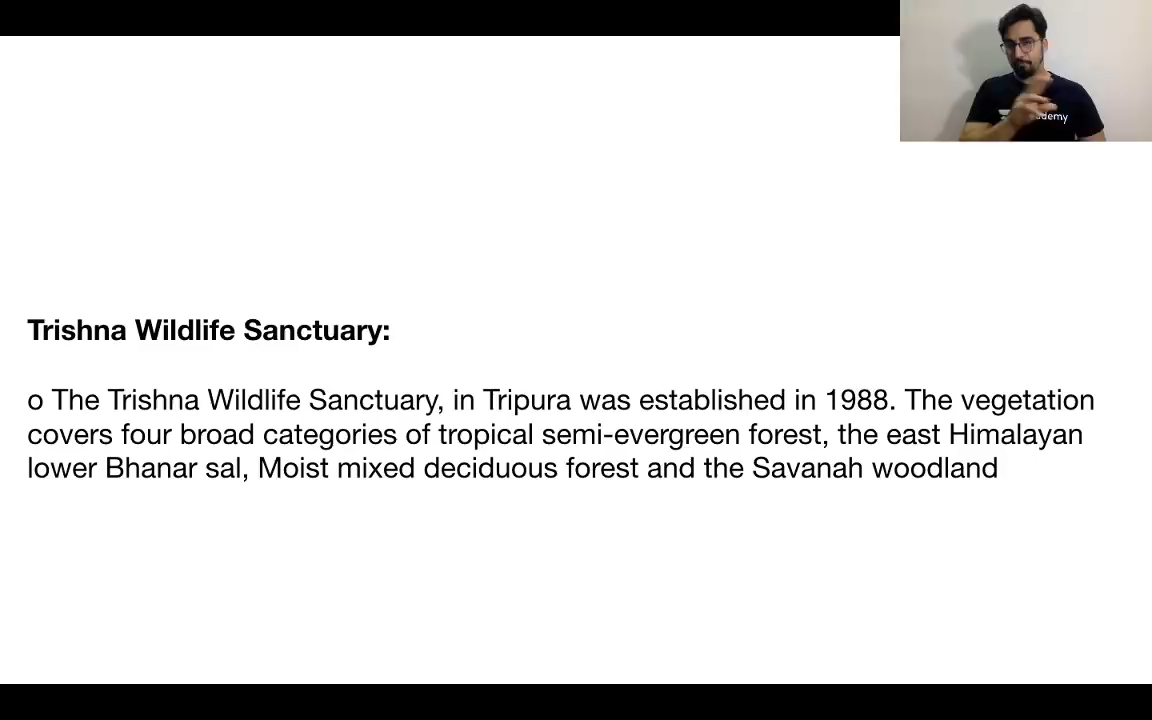 ademy
Trishna Wildlife Sanctuary:
o The Trishna Wildlife Sanctuary, in Tripura was established in 1988. The vegetation
covers four broad categories of tropical semi-evergreen forest, the east Himalayan
lower Bhanar sal, Moist mixed deciduous forest and the Savanah woodland